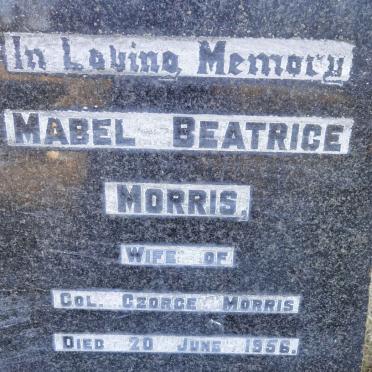 In Loving Memory
MABEL BEATRICE
MORRIS,
WIFE OF
COL. GEORGE MORRIS
DIED 20 JUNE 1956.